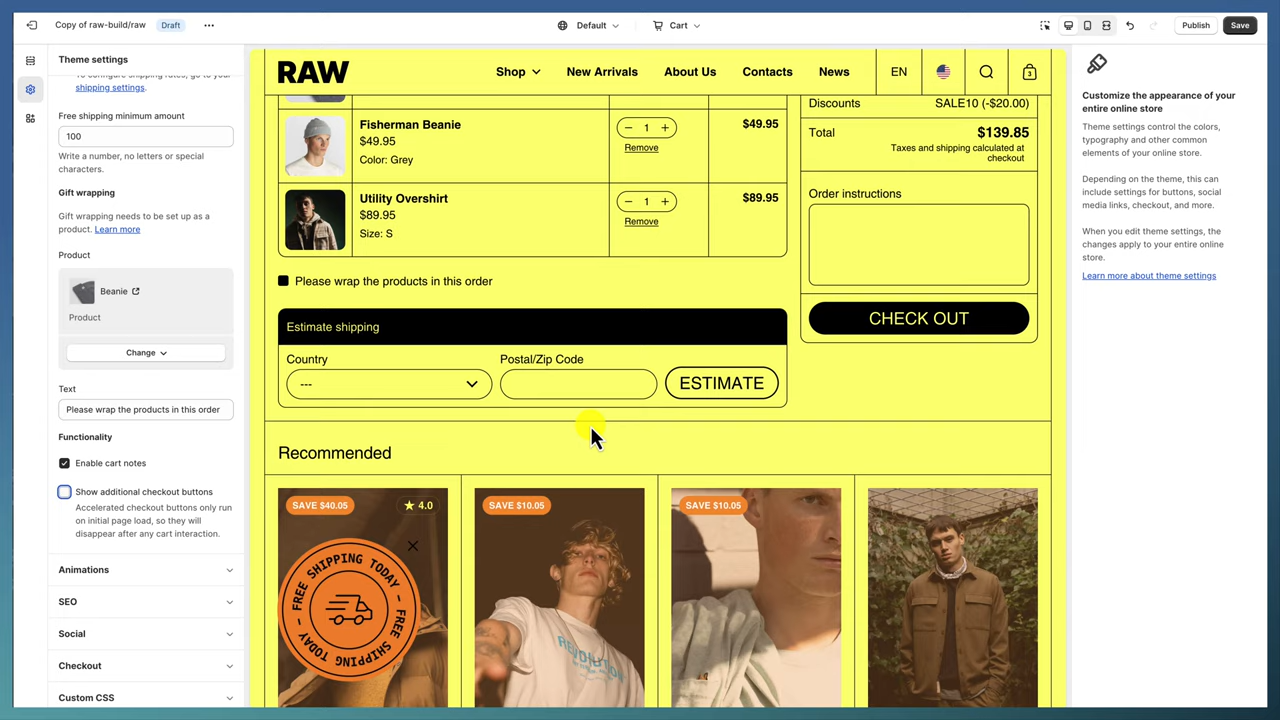 Copy of raw-build/raw
Draft
Default
Cart
Publish
Save
Theme settings
To configure shipping rates, go to your
shipping settings.
Free shipping minimum amount
100
Write a number, no letters or special
characters.
Gift wrapping
Gift wrapping needs to be set up as a
product. Learn more
Product
Beanie
Product
Change
Text
Please wrap the products in this order
Functionality
Enable cart notes
Show additional checkout buttons
Accelerated checkout buttons only run
on initial page load, so they will
disappear after any cart interaction.
Animations
SEO
Social
Checkout
Custom CSS
RAW
Shop
New Arrivals
About Us
Contacts
News
EN
3
Fisherman Beanie
$49.95
Color: Grey
1
Remove
$49.95
Utility Overshirt
$89.95
Size: S
1
Remove
$89.95
Please wrap the products in this order
Estimate shipping
Country
---
Postal/Zip Code
ESTIMATE
Discounts
SALE10 (-$20.00)
Total
$139.85
Taxes and shipping calculated at
checkout
Order instructions
CHECK OUT
Recommended
SAVE $40.05
4.0
FREE SHIPPING TODAY - FREE SHIPPING TODAY -
SAVE $10.05
SAVE $10.05
Customize the appearance of your
entire online store
Theme settings control the colors,
typography and other common
elements of your online store.
Depending on the theme, this can
include settings for buttons, social
media links, checkout, and more.
When you edit theme settings, the
changes apply to your entire online
store.
Learn more about theme settings